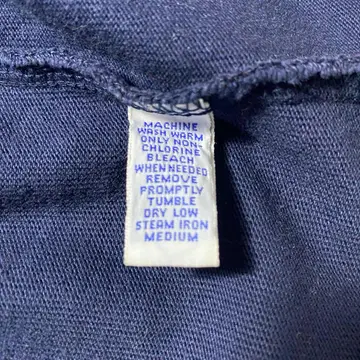 MACHINE
WASH WARM
ONLY NON-
CHLORINE
BLEACH
WHEN NEEDED
REMOVE
PROMPTLY
TUMBLE
DRY LOW
STEAM IRON
MEDIUM